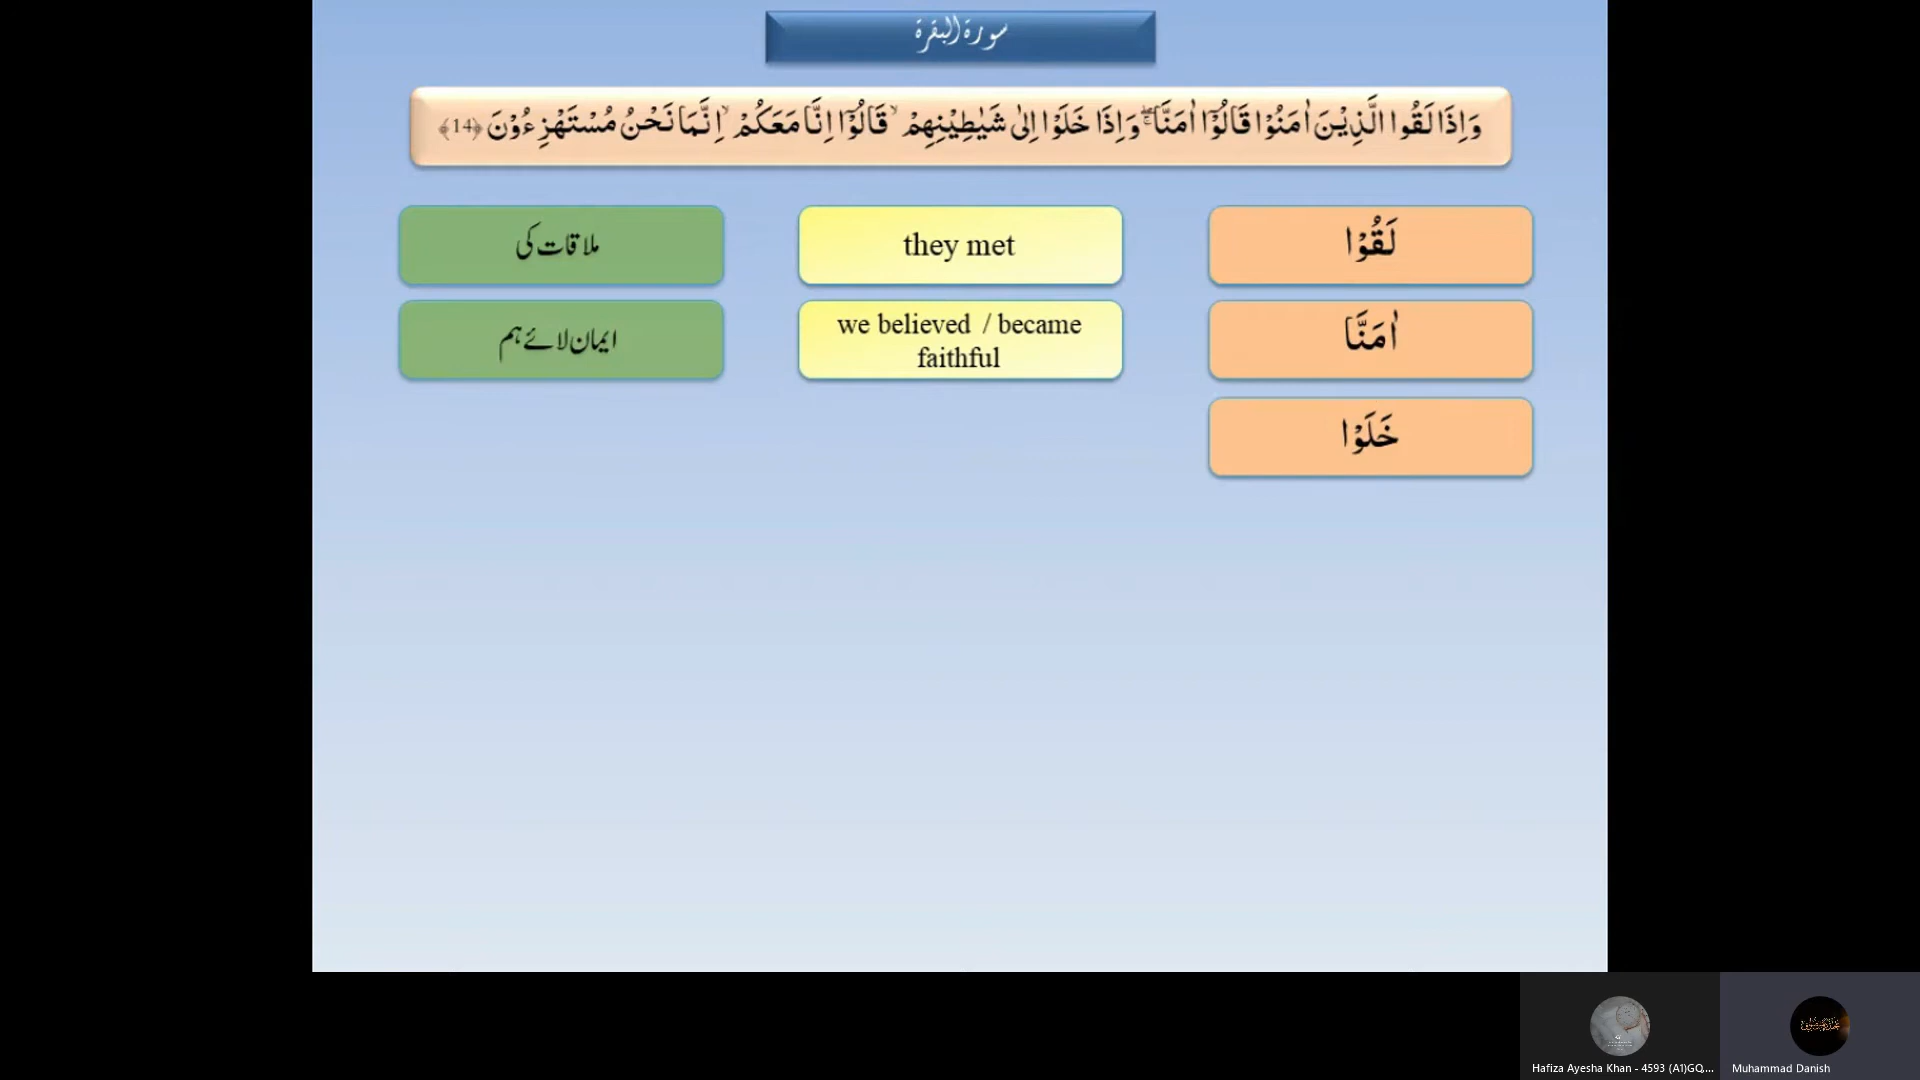 سورۃ البقرۃ
وَاِذَا لَقُوا الَّذِيْنَ اٰمَنُوْا قَالُوْٓا اٰمَنَّا ۖۚ وَاِذَا خَلَوْا اِلٰى شَيٰطِيْنِهِمْ ۙ قَالُوْٓا اِنَّا مَعَكُمْ ۙ اِنَّمَا نَحْنُ مُسْتَهْزِءُوْنَ ﴿14﴾
لَقُوْا
they met
ملاقات کی
اٰمَنَّا
we believed / became
faithful
ایمان لائے ہم
خَلَوْا
Hafiza Ayesha Khan - 4593 (A1)GQ,...
Muhammad Danish